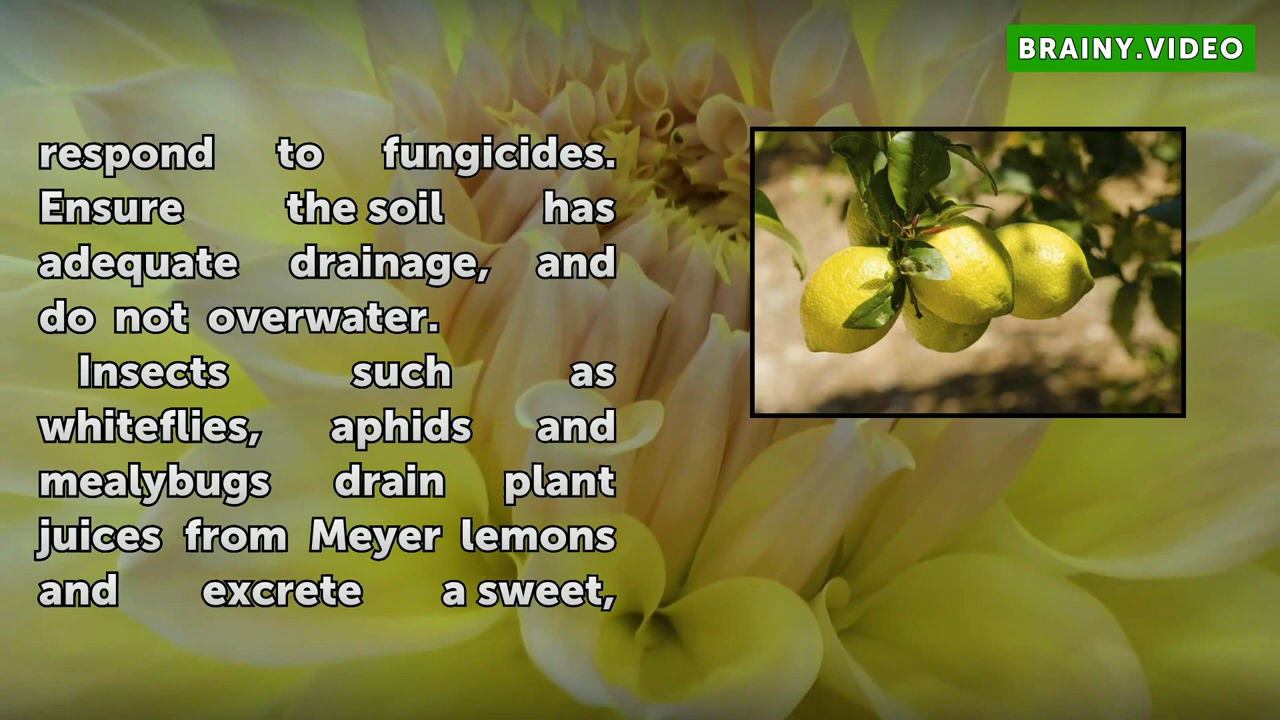 BRAINY.VIDEO
respond to fungicides.
Ensure the soil has
adequate drainage, and
do not overwater.
Insects such as
whiteflies, aphids and
mealybugs drain plant
juices from Meyer lemons
and excrete a sweet,